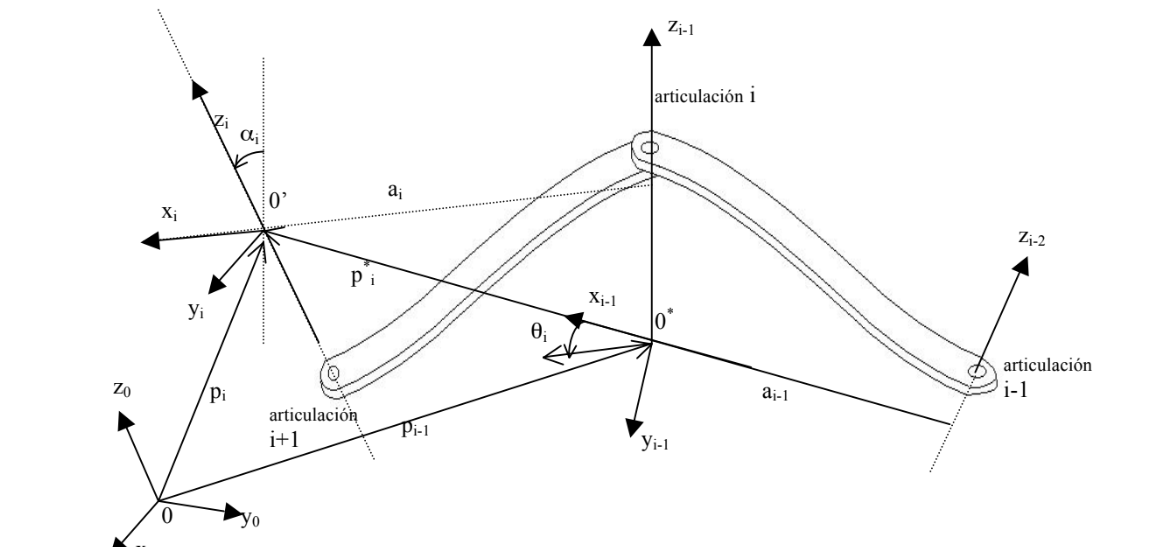 z_{i-1}
articulación i
z_i
α_i
a_i
0’
x_i
z_{i-2}
p^*_i
y_i
x_{i-1}
0^*
θ_i
articulación
i-1
z_0
p_i
a_{i-1}
articulación
i+1
p_{i-1}
y_{i-1}
0
y_0